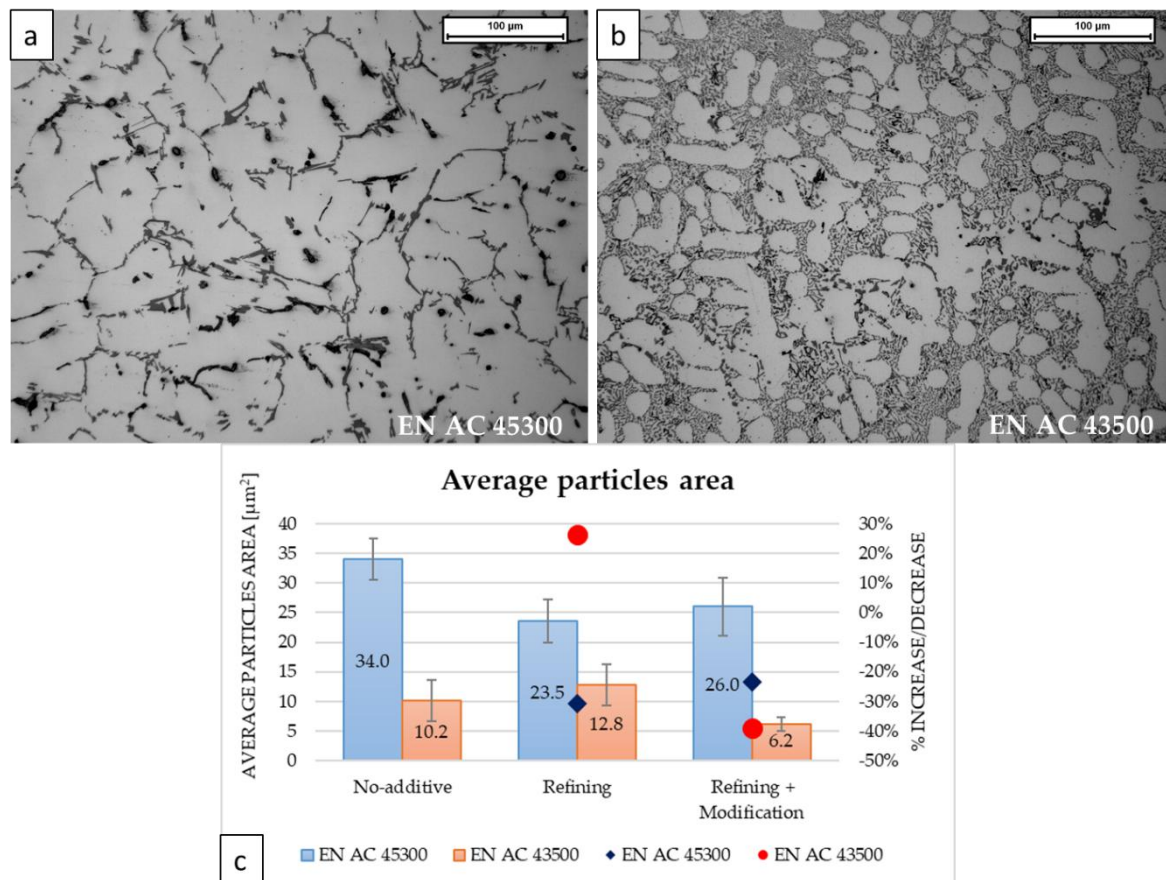 a
100 µm
EN AC 45300
b
100 µm
EN AC 43500
Average particles area
AVERAGE PARTICLES AREA [µm²]
40
35
30
25
20
15
10
5
0
34.0
10.2
23.5
12.8
26.0
6.2
30%
20%
10%
0%
-10%
-20%
-30%
-40%
-50%
% INCREASE/DECREASE
No-additive
Refining
Refining +
Modification
EN AC 45300 EN AC 43500 EN AC 45300 EN AC 43500
c